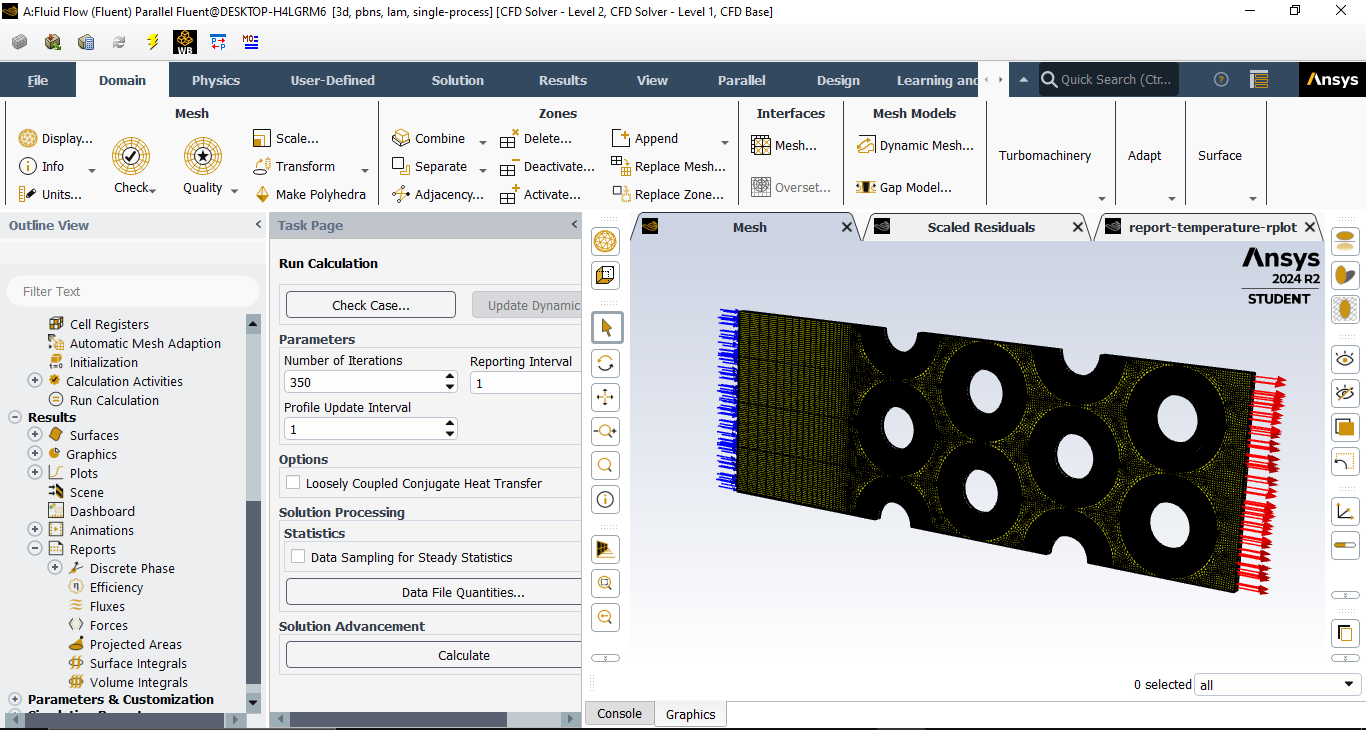 A:Fluid Flow (Fluent) Parallel Fluent@DESKTOP-H4LGRM6 [3d, pbns, lam, single-process] [CFD Solver - Level 2, CFD Solver - Level 1, CFD Base]
WB
P P
MO
File Domain Physics User-Defined Solution Results View Parallel Design Learning and Quick Search (Ctr... Ansys
Mesh
Display...
Info
Units...
Check
Quality
Scale...
Transform
Make Polyhedra
Zones
Combine
Separate
Adjacency...
Delete...
Deactivate...
Activate...
Append
Replace Mesh...
Replace Zone...
Interfaces
Mesh...
Overset...
Mesh Models
Dynamic Mesh...
Gap Model...
Turbomachinery
Adapt
Surface
Outline View
Filter Text
Cell Registers
Automatic Mesh Adaption
Initialization
Calculation Activities
Run Calculation
Results
Surfaces
Graphics
Plots
Scene
Dashboard
Animations
Reports
Discrete Phase
Efficiency
Fluxes
Forces
Projected Areas
Surface Integrals
Volume Integrals
Parameters & Customization
Task Page
Run Calculation
Check Case...
Update Dynamic
Parameters
Number of Iterations
350
Reporting Interval
1
Profile Update Interval
1
Options
Loosely Coupled Conjugate Heat Transfer
Solution Processing
Statistics
Data Sampling for Steady Statistics
Data File Quantities...
Solution Advancement
Calculate
Mesh
Scaled Residuals
report-temperature-rplot
Ansys
2024 R2
STUDENT
0 selected
all
Console
Graphics